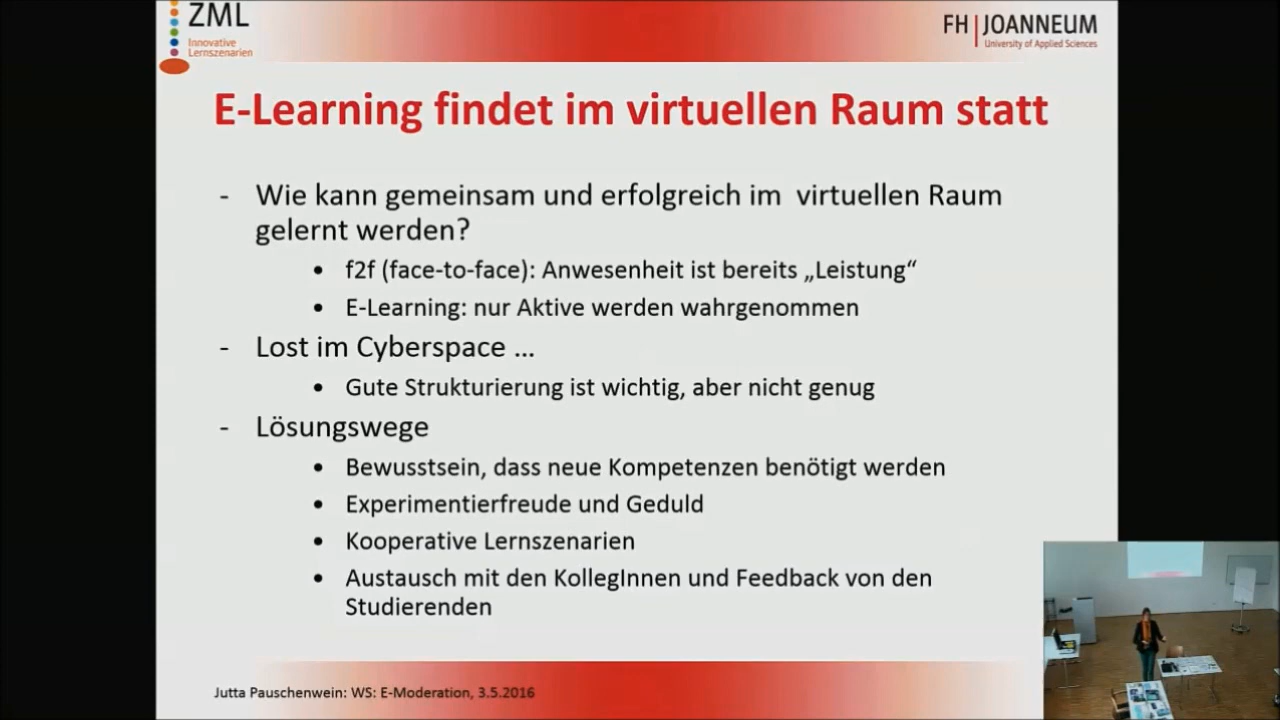 ZML
Innovative
Lernszenarien
FH | JOANNEUM
University of Applied Sciences
E-Learning findet im virtuellen Raum statt
- Wie kann gemeinsam und erfolgreich im virtuellen Raum
gelernt werden?
• f2f (face-to-face): Anwesenheit ist bereits „Leistung“
• E-Learning: nur Aktive werden wahrgenommen
- Lost im Cyberspace ...
• Gute Strukturierung ist wichtig, aber nicht genug
- Lösungswege
• Bewusstsein, dass neue Kompetenzen benötigt werden
• Experimentierfreude und Geduld
• Kooperative Lernszenarien
• Austausch mit den KollegInnen und Feedback von den
Studierenden
Jutta Pauschenwein: WS: E-Moderation, 3.5.2016